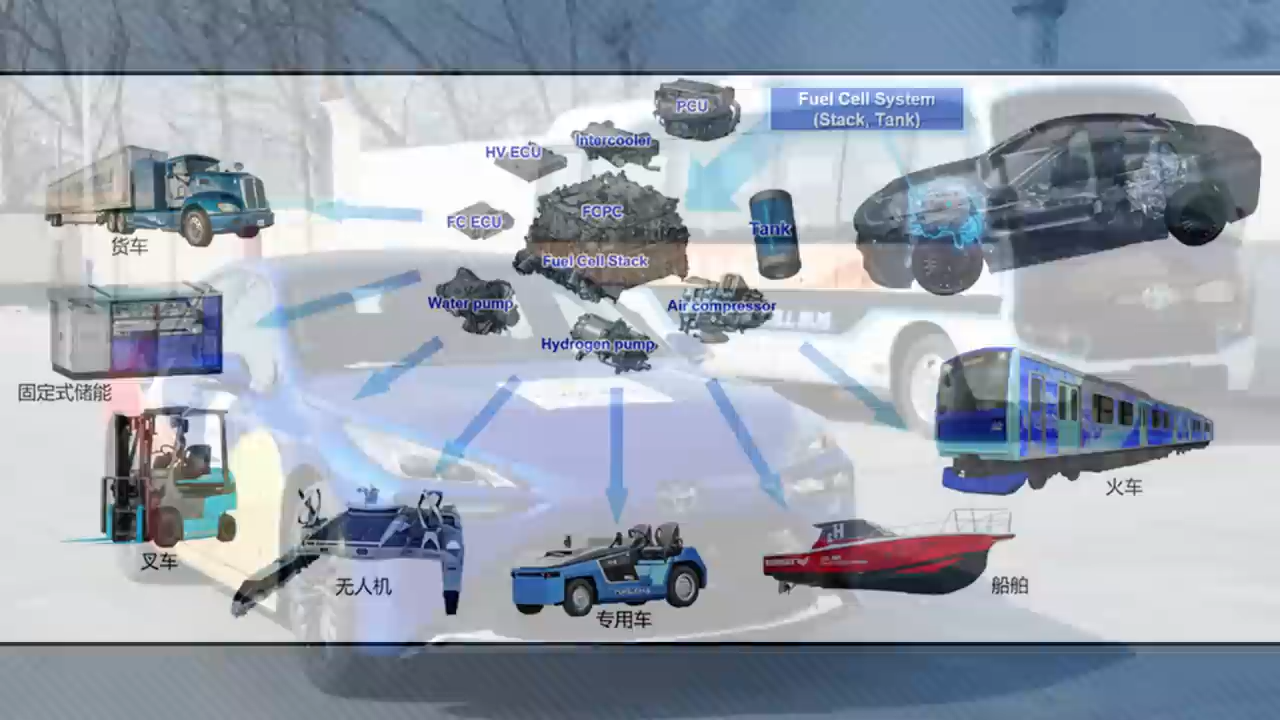 PCU
Fuel Cell System
(Stack, Tank)
Intercooler
HV ECU
FCPC
FC ECU
Tank
Fuel Cell Stack
Water pump
Air compressor
Hydrogen pump
货车
固定式储能
火车
叉车
无人机
专用车
船舶